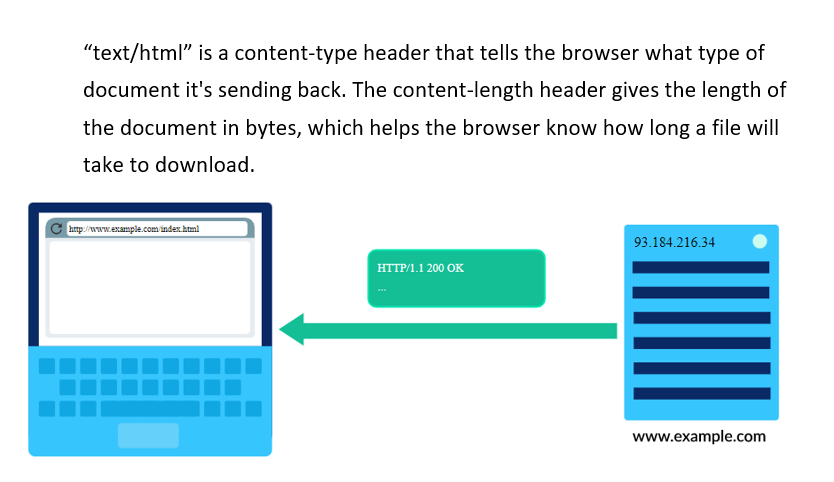 “text/html” is a content-type header that tells the browser what type of
document it's sending back. The content-length header gives the length of
the document in bytes, which helps the browser know how long a file will
take to download.
http://www.example.com/index.html
HTTP/1.1 200 OK
...
93.184.216.34
www.example.com